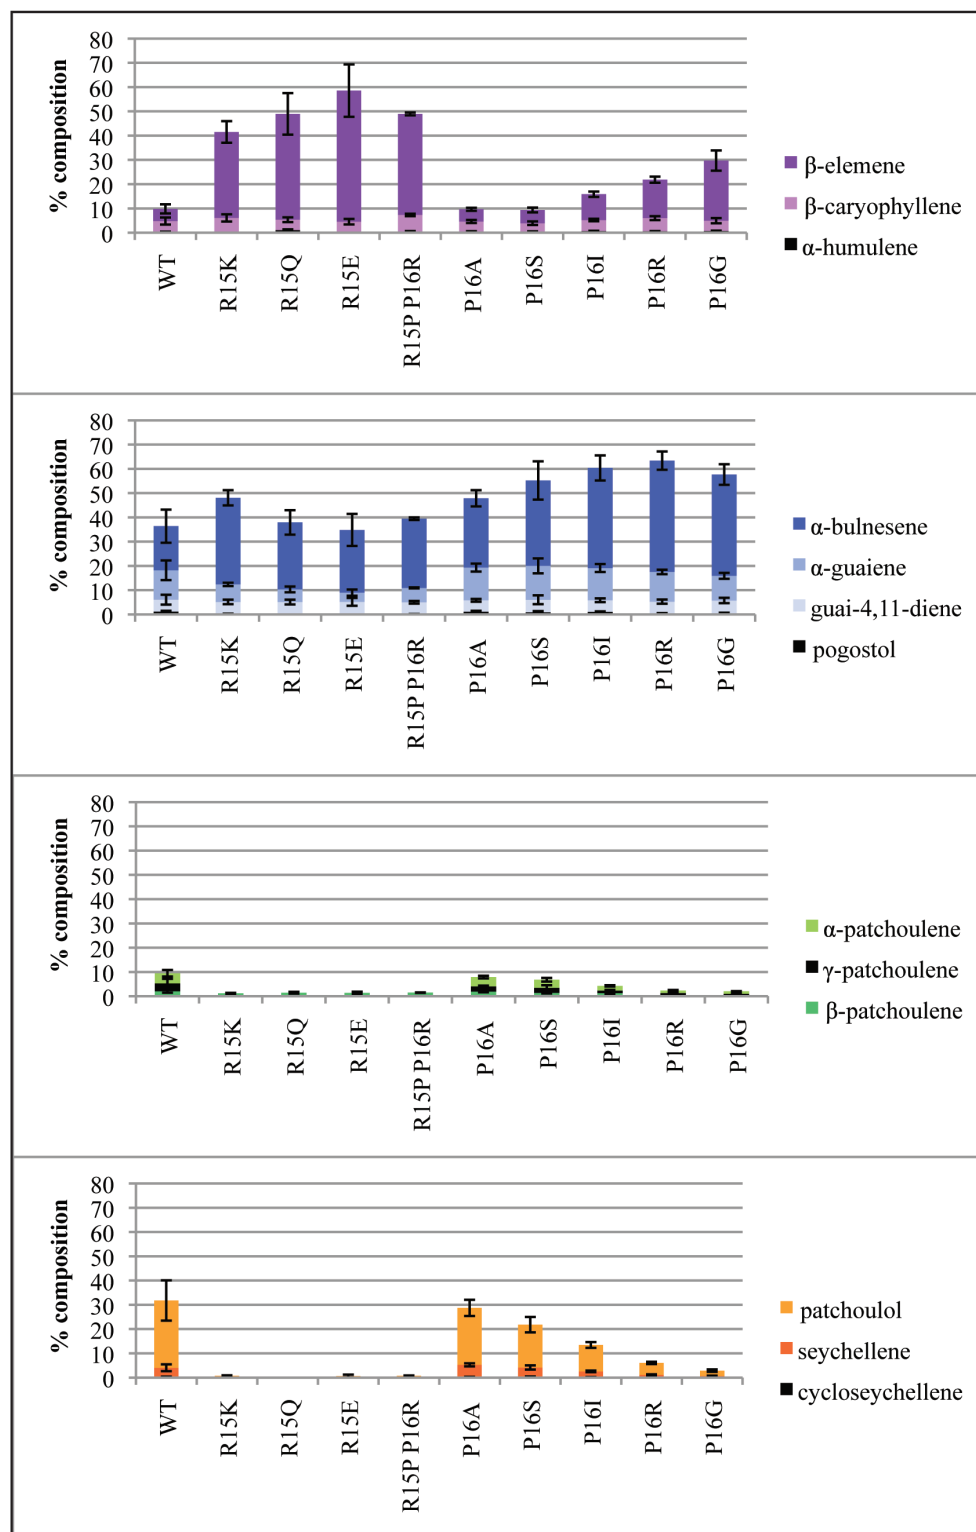 80
70
60
50
40
30
20
10
0
% composition
WT
R15K
R15Q
R15E
R15P P16R
P16A
P16S
P16I
P16R
P16G
β-elemene
β-caryophyllene
α-humulene
80
70
60
50
40
30
20
10
0
% composition
WT
R15K
R15Q
R15E
R15P P16R
P16A
P16S
P16I
P16R
P16G
α-bulnesene
α-guaiene
guai-4,11-diene
pogostol
80
70
60
50
40
30
20
10
0
% composition
WT
R15K
R15Q
R15E
R15P P16R
P16A
P16S
P16I
P16R
P16G
α-patchoulene
γ-patchoulene
β-patchoulene
80
70
60
50
40
30
20
10
0
% composition
WT
R15K
R15Q
R15E
R15P P16R
P16A
P16S
P16I
P16R
P16G
patchoulol
seychellene
cycloseychellene